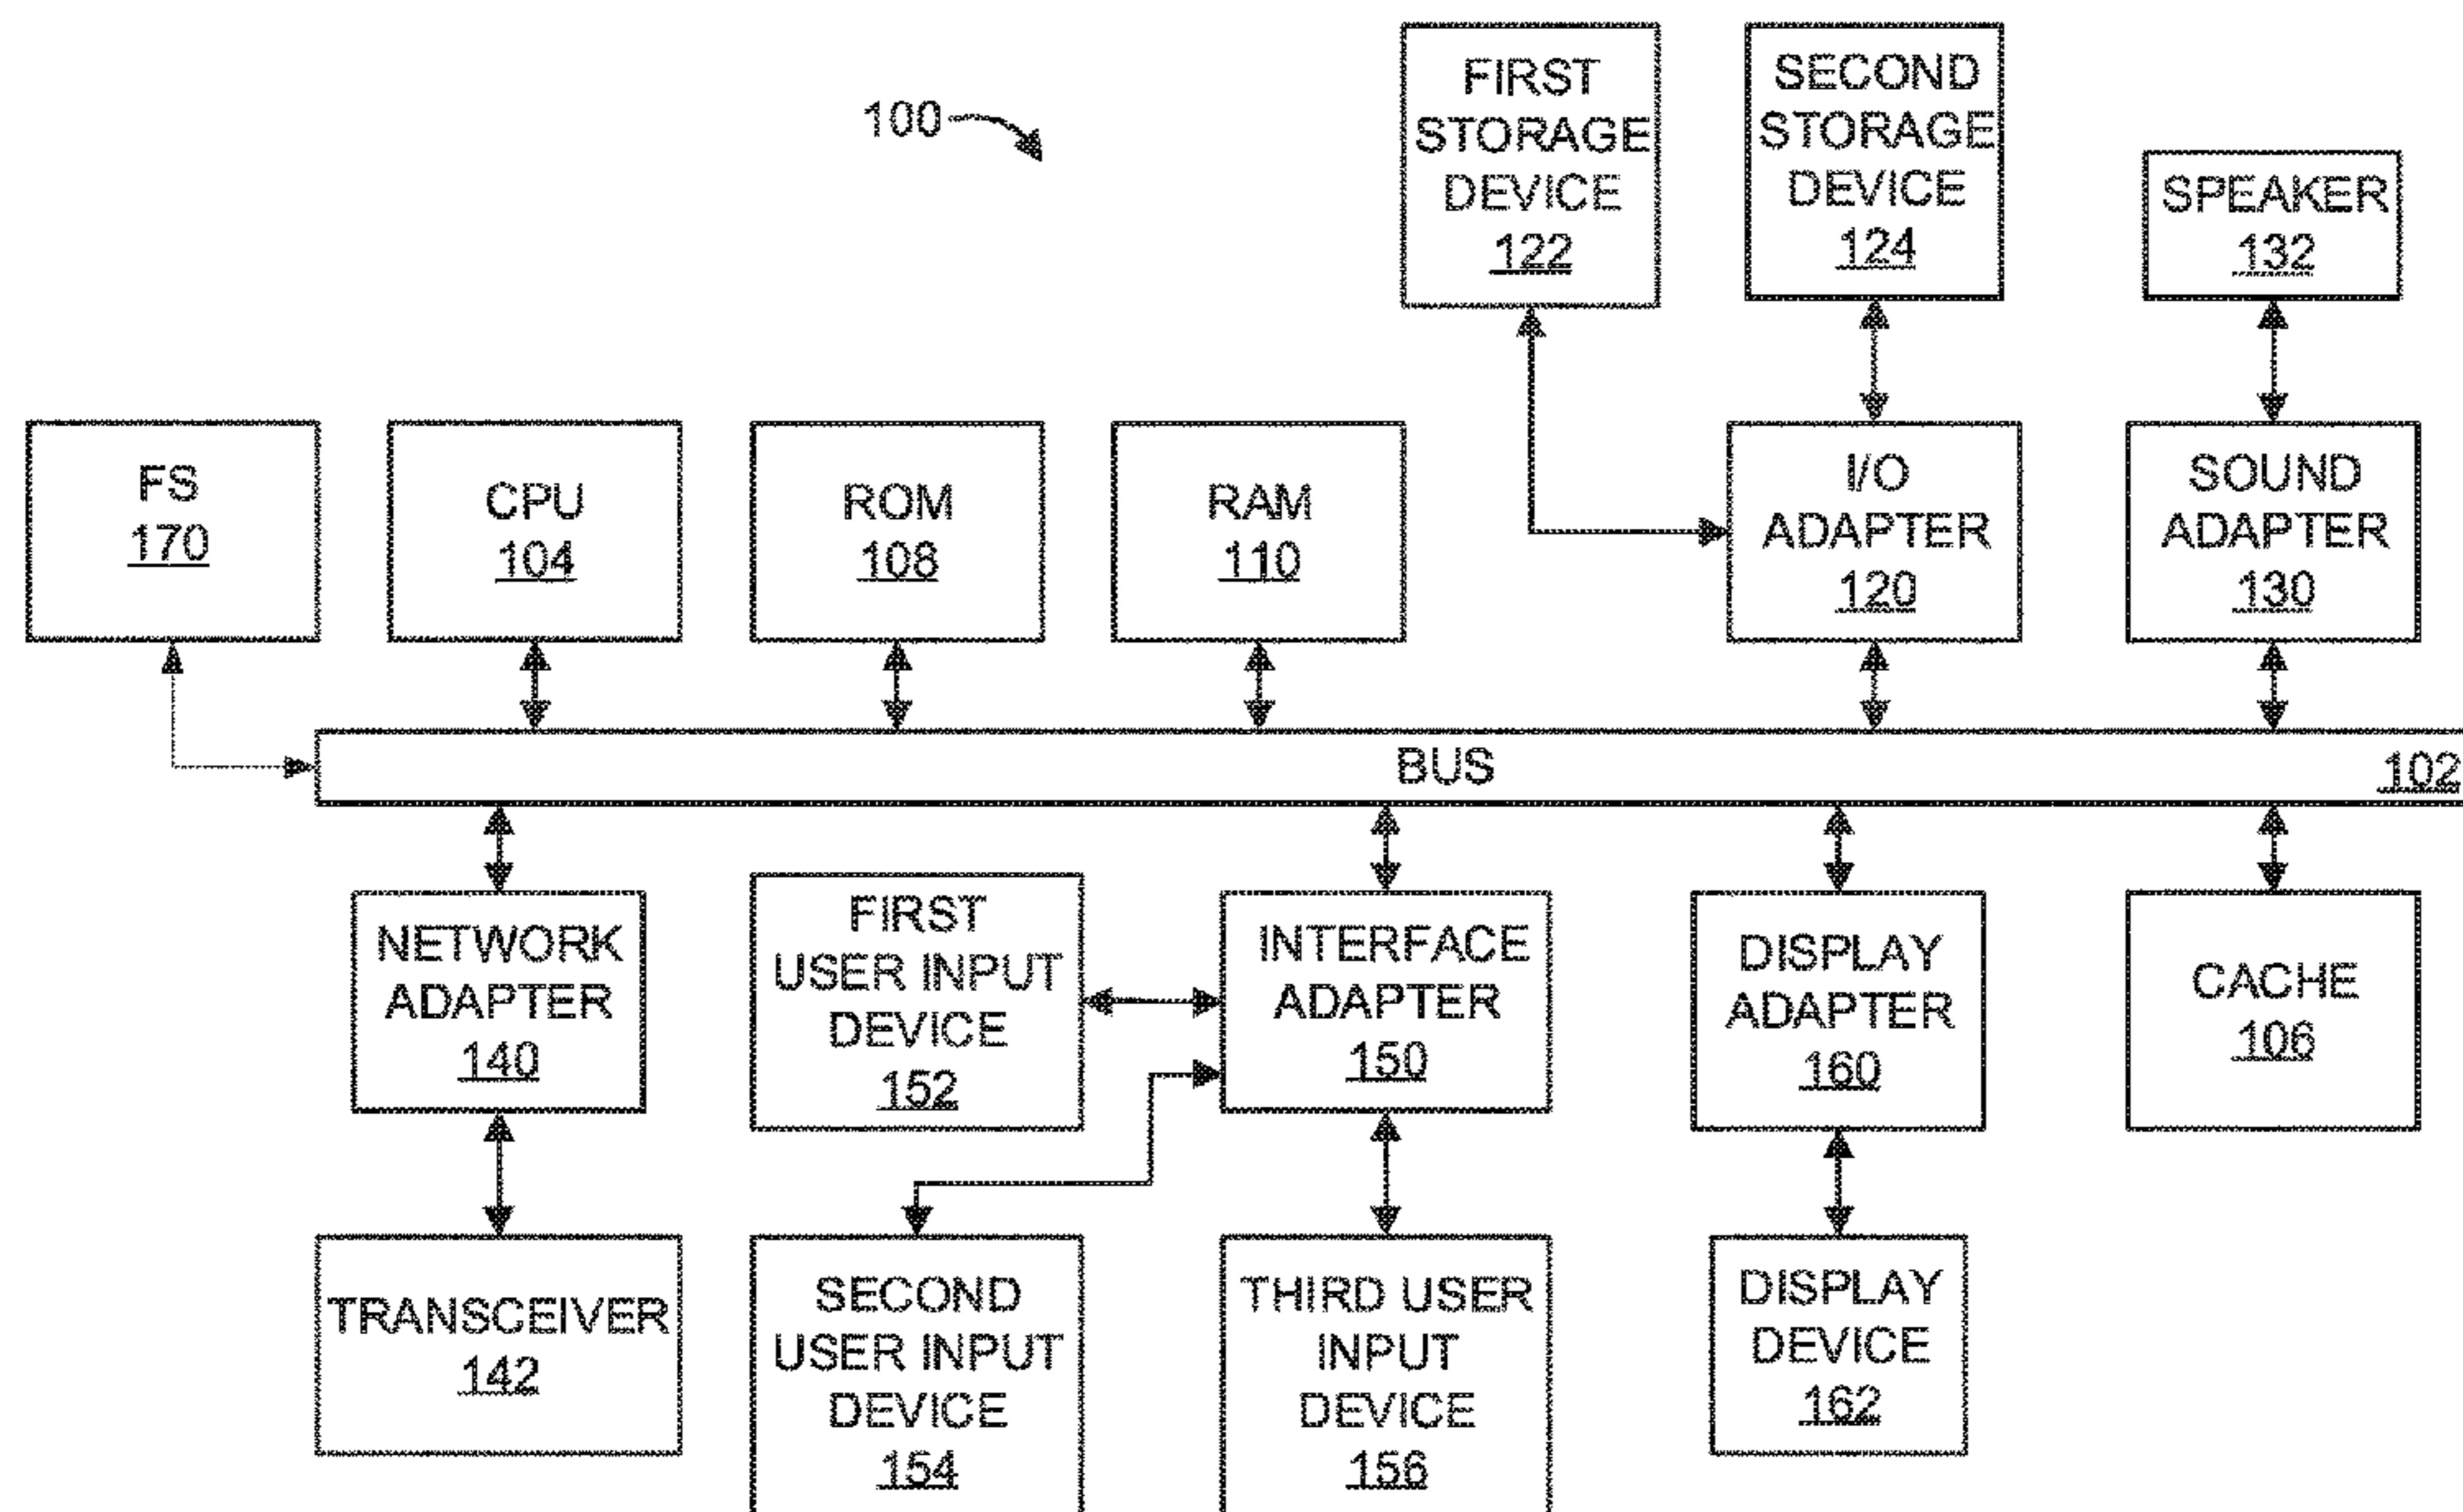 100
FIRST
STORAGE
DEVICE
122
SECOND
STORAGE
DEVICE
124
SPEAKER
132
FS
170
CPU
104
ROM
108
RAM
110
I/O
ADAPTER
120
SOUND
ADAPTER
130
BUS
102
NETWORK
ADAPTER
140
FIRST
USER INPUT
DEVICE
152
INTERFACE
ADAPTER
150
DISPLAY
ADAPTER
160
CACHE
106
TRANSCEIVER
142
SECOND
USER INPUT
DEVICE
154
THIRD USER
INPUT
DEVICE
156
DISPLAY
DEVICE
162